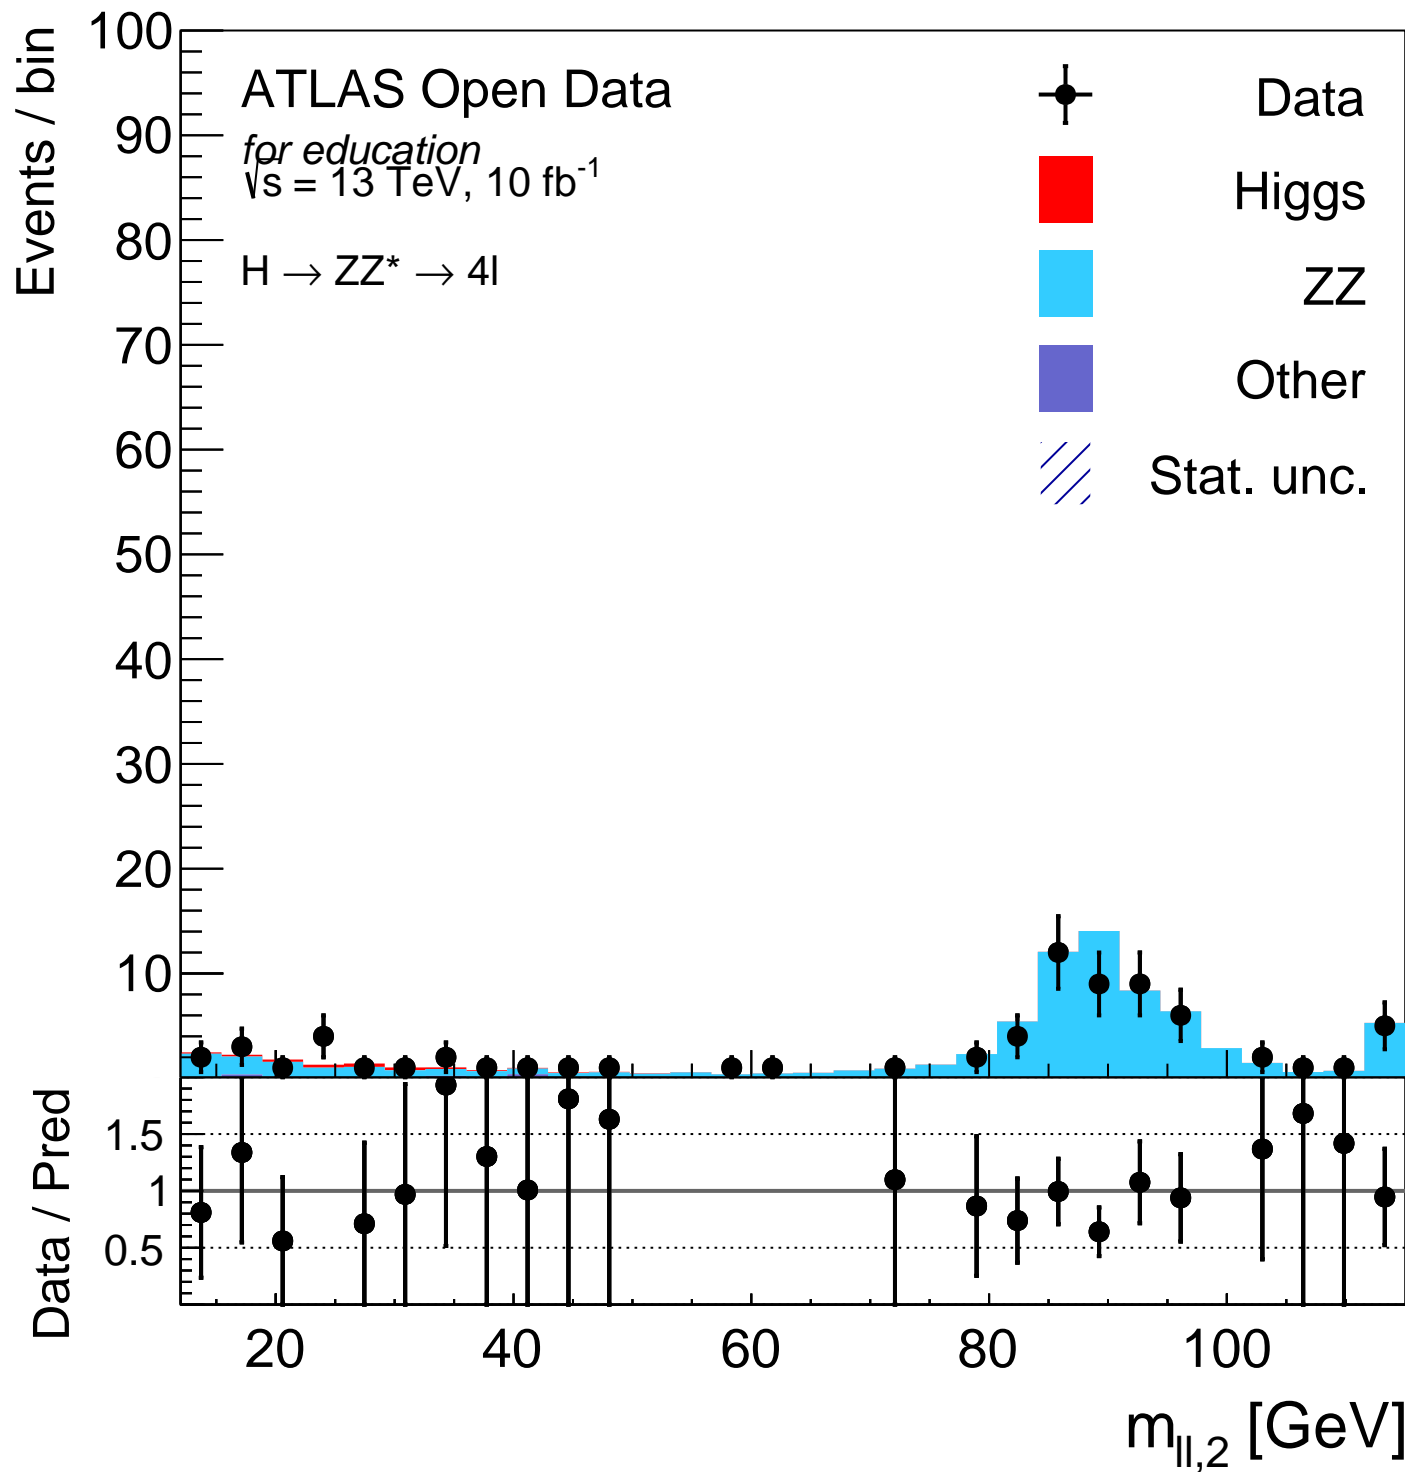 Events / bin
100
90
80
70
60
50
40
30
20
10
ATLAS Open Data
for education
√s = 13 TeV, 10 fb⁻¹
H → ZZ* → 4l
Data
Higgs
ZZ
Other
Stat. unc.
Data / Pred
1.5
1
0.5
20 40 60 80 100
m_ll,2 [GeV]